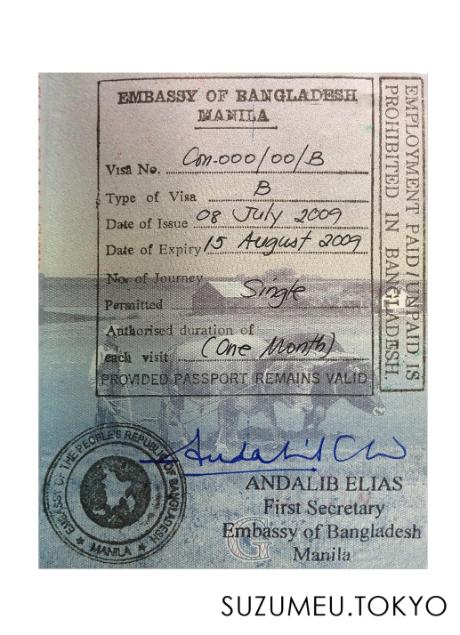 EMBASSY OF BANGLADESH
MANILA
Visa No. Con-000/00/B
Type of Visa B
Date of Issue 08 July 2009
Date of Expiry 15 August 2009
No. of Journey
Permitted Single
Authorised duration of
each visit (One Month)
PROVIDED PASSPORT REMAINS VALID
EMPLOYMENT PAID/UNPAID IS
PROHIBITED IN BANGLADESH
EMBASSY OF THE PEOPLE'S REPUBLIC OF BANGLADESH
★ MANILA ★
ANDALIB ELIAS
First Secretary
Embassy of Bangladesh
Manila
SUZUMEU.TOKYO